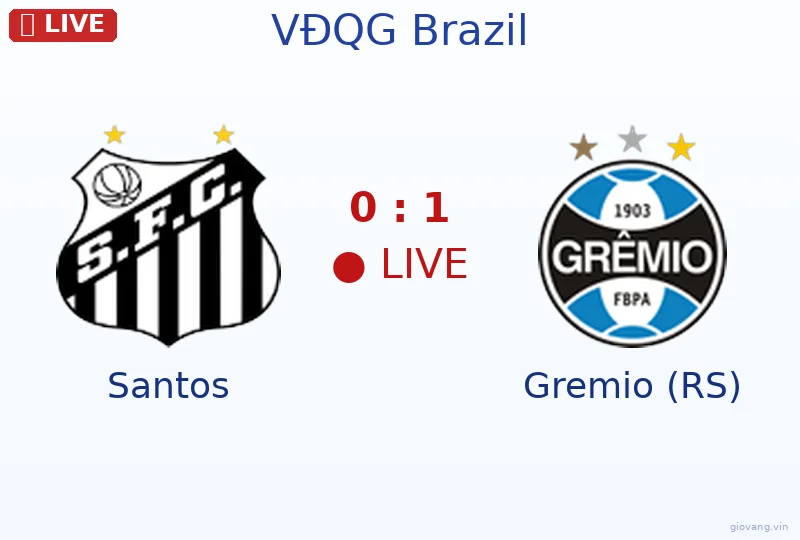 LIVE
VĐQG Brazil
S.F.C.
0 : 1
● LIVE
1903
GRÊMIO
FBPA
Santos
Gremio (RS)
giovang.vin